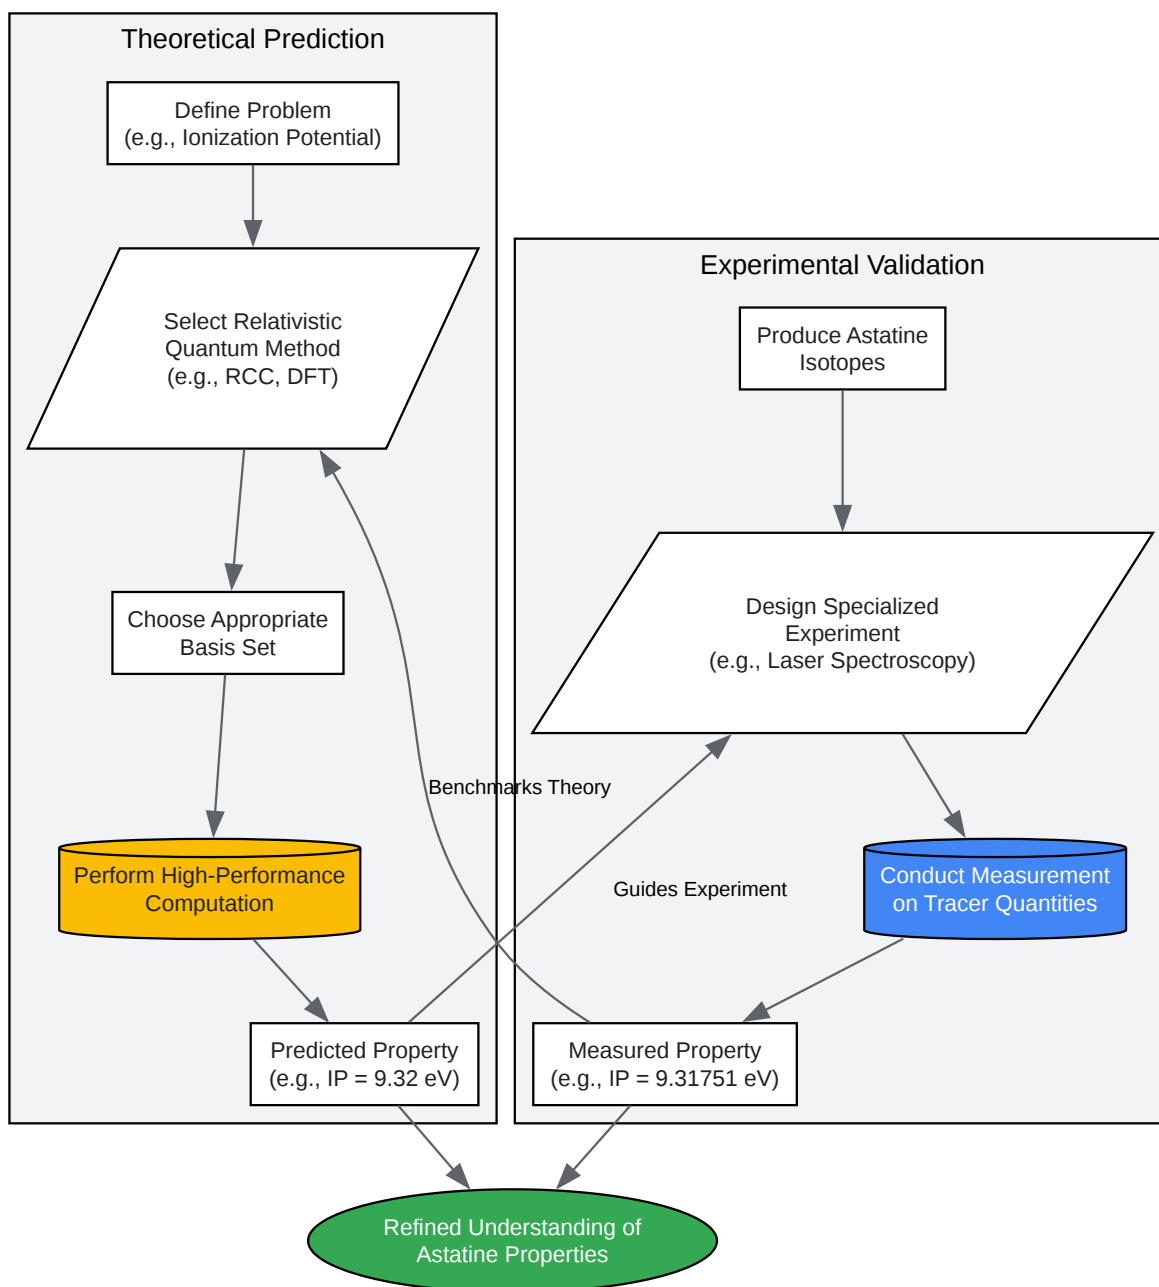 Theoretical Prediction
Define Problem
(e.g., Ionization Potential)
Select Relativistic
Quantum Method
(e.g., RCC, DFT)
Choose Appropriate
Basis Set
Perform High-Performance
Computation
Predicted Property
(e.g., IP = 9.32 eV)
Experimental Validation
Produce Astatine
Isotopes
Design Specialized
Experiment
(e.g., Laser Spectroscopy)
Benchmarks Theory
Guides Experiment
Conduct Measurement
on Tracer Quantities
Measured Property
(e.g., IP = 9.31751 eV)
Refined Understanding of
Astatine Properties